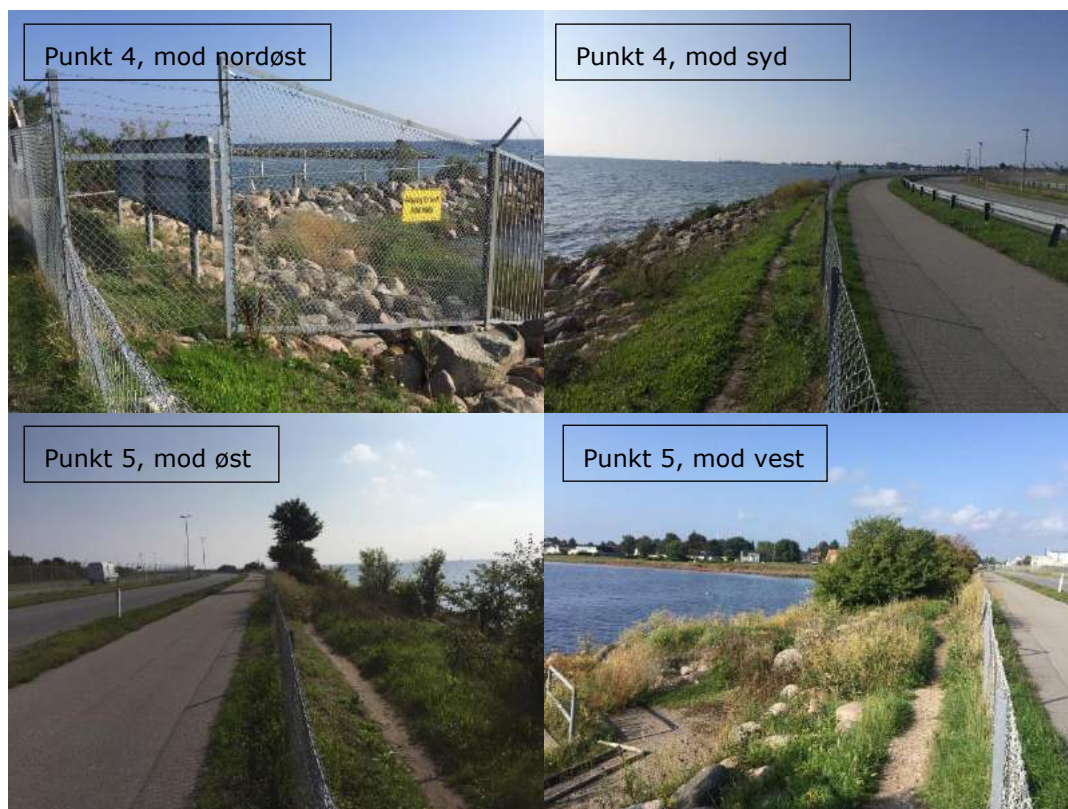 Punkt 4, mod nordøst
Punkt 4, mod syd
Punkt 5, mod øst
Punkt 5, mod vest